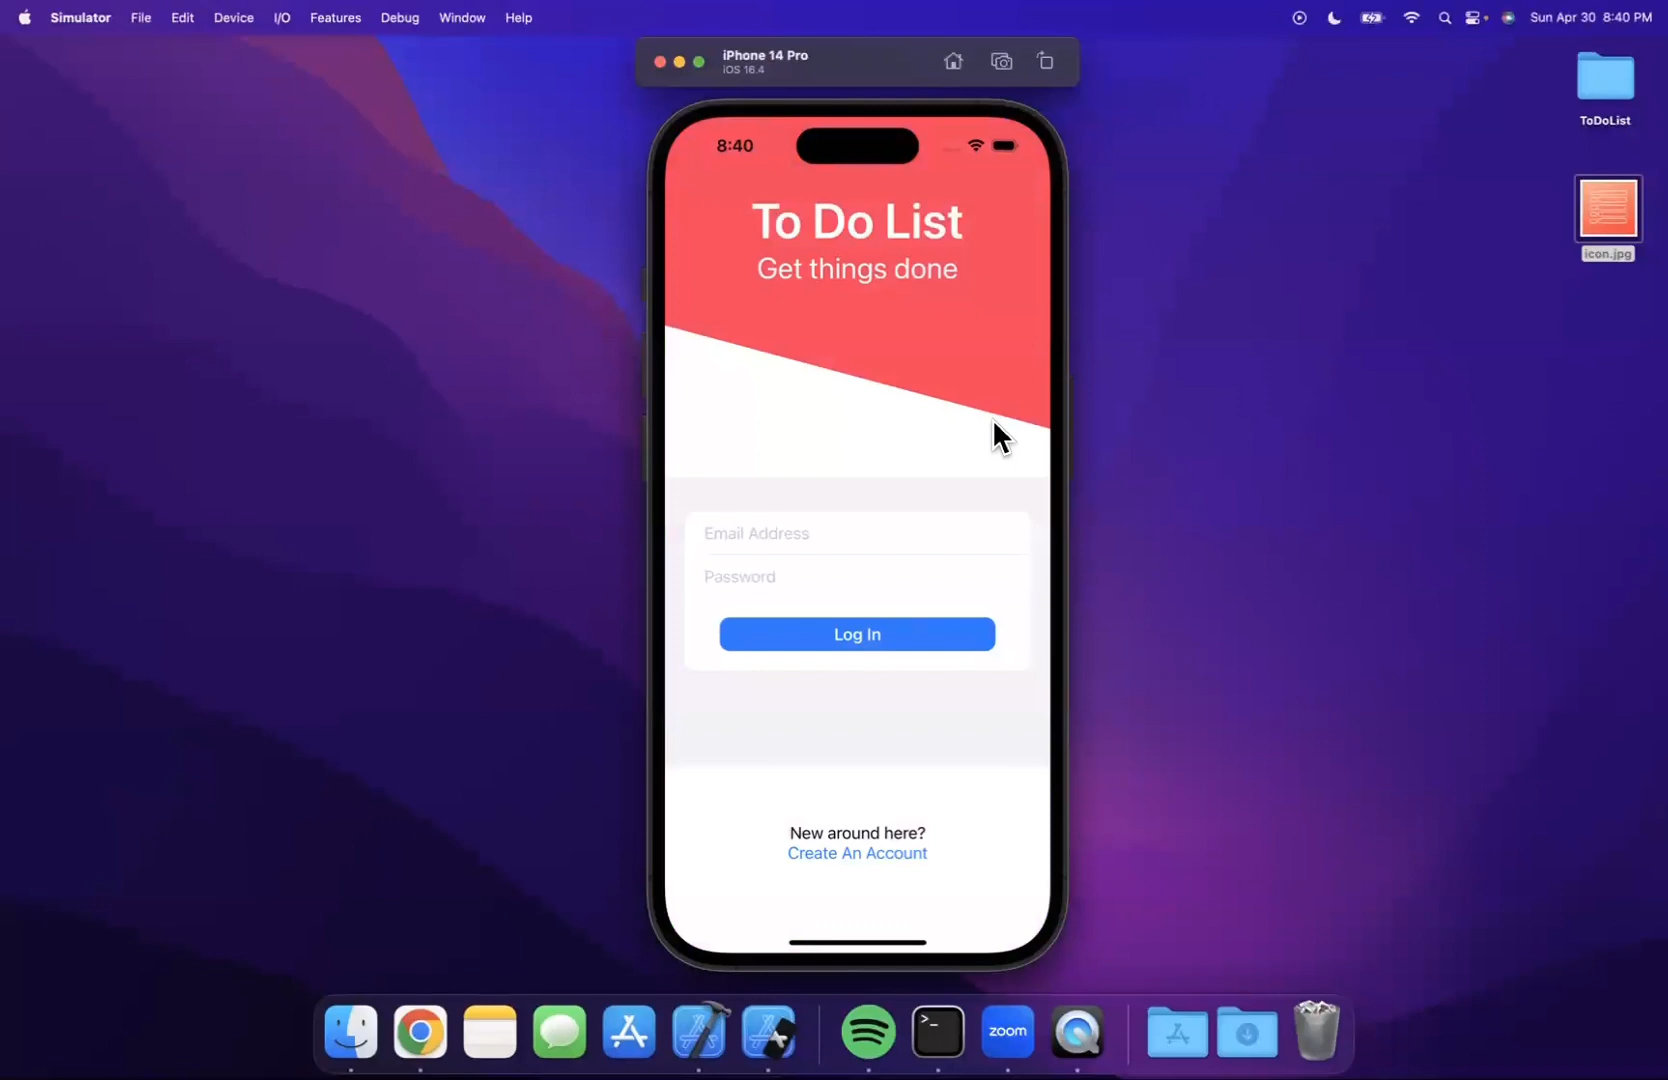 Simulator File Edit Device I/O Features Debug Window Help Sun Apr 30 8:40 PM
iPhone 14 Pro
iOS 16.4
ToDoList
icon.jpg
8:40
To Do List
Get things done
Email Address
Password
Log In
New around here?
Create An Account
>_
zoom